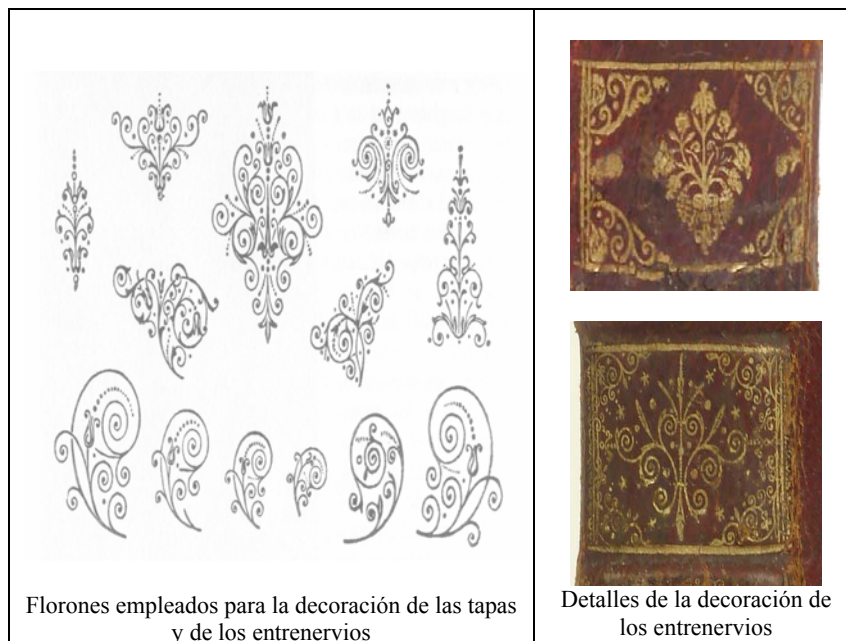 Florones empleados para la decoración de las tapas
y de los entrenervios
Detalles de la decoración de
los entrenervios